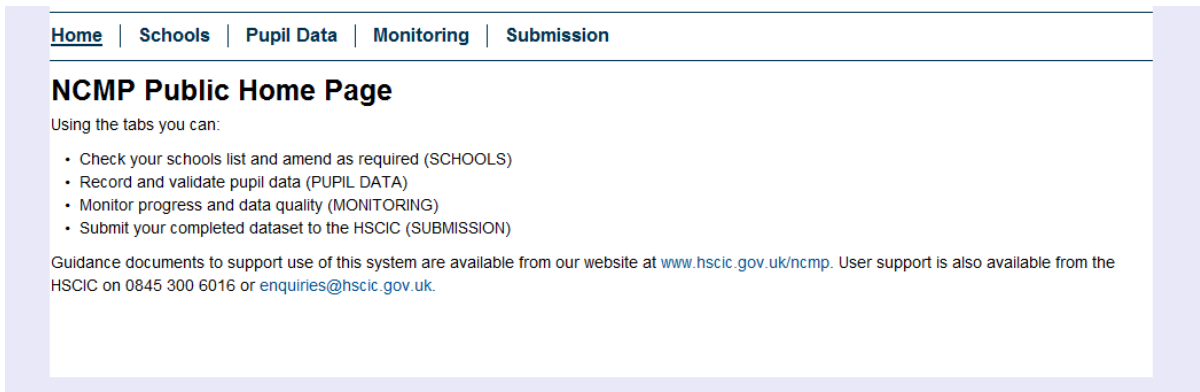 Home | Schools | Pupil Data | Monitoring | Submission
NCMP Public Home Page
Using the tabs you can:
• Check your schools list and amend as required (SCHOOLS)
• Record and validate pupil data (PUPIL DATA)
• Monitor progress and data quality (MONITORING)
• Submit your completed dataset to the HSCIC (SUBMISSION)
Guidance documents to support use of this system are available from our website at www.hscic.gov.uk/ncmp. User support is also available from the
HSCIC on 0845 300 6016 or enquiries@hscic.gov.uk.